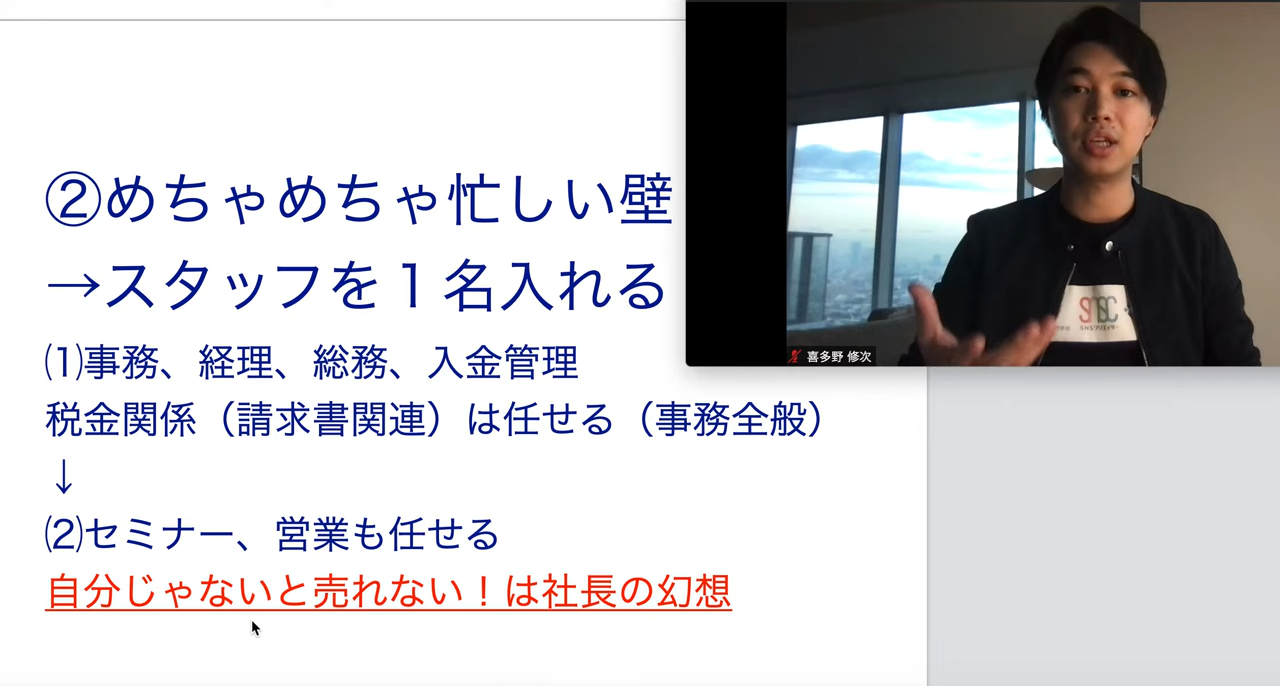 ②めちゃめちゃ忙しい壁
→スタッフを１名入れる
⑴事務、経理、総務、入金管理
税金関係（請求書関連）は任せる（事務全般）
↓
⑵セミナー、営業も任せる
自分じゃないと売れない！は社長の幻想
SNSC
SNSクリエイター
喜多野 修次